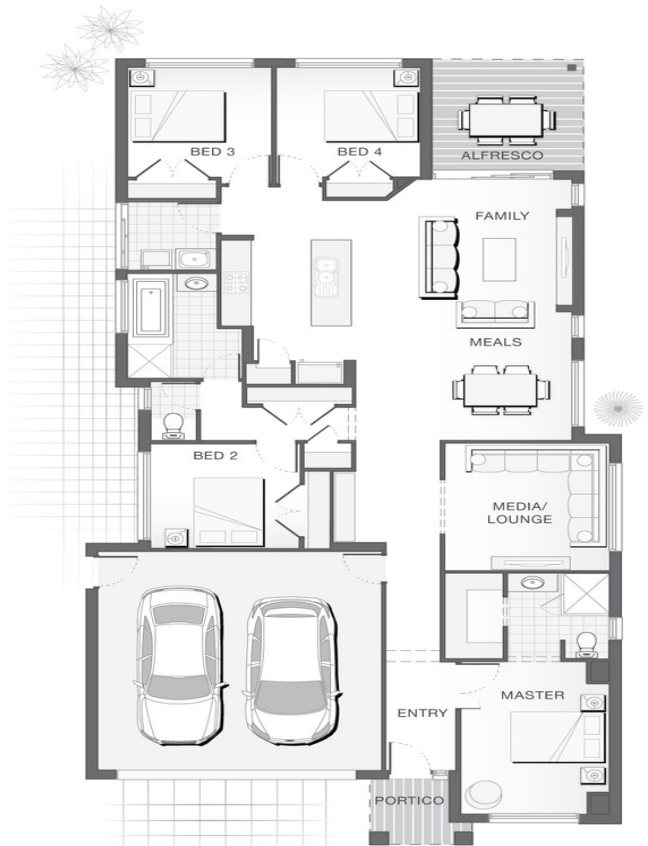 BED 3
BED 4
ALFRESCO
FAMILY
MEALS
BED 2
MEDIA/
LOUNGE
MASTER
ENTRY
PORTICO